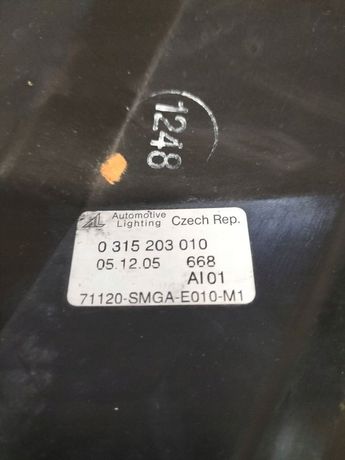 1248
AL Automotive Lighting Czech Rep.
0 315 203 010
05.12.05 668
AI01
71120-SMGA-E010-M1